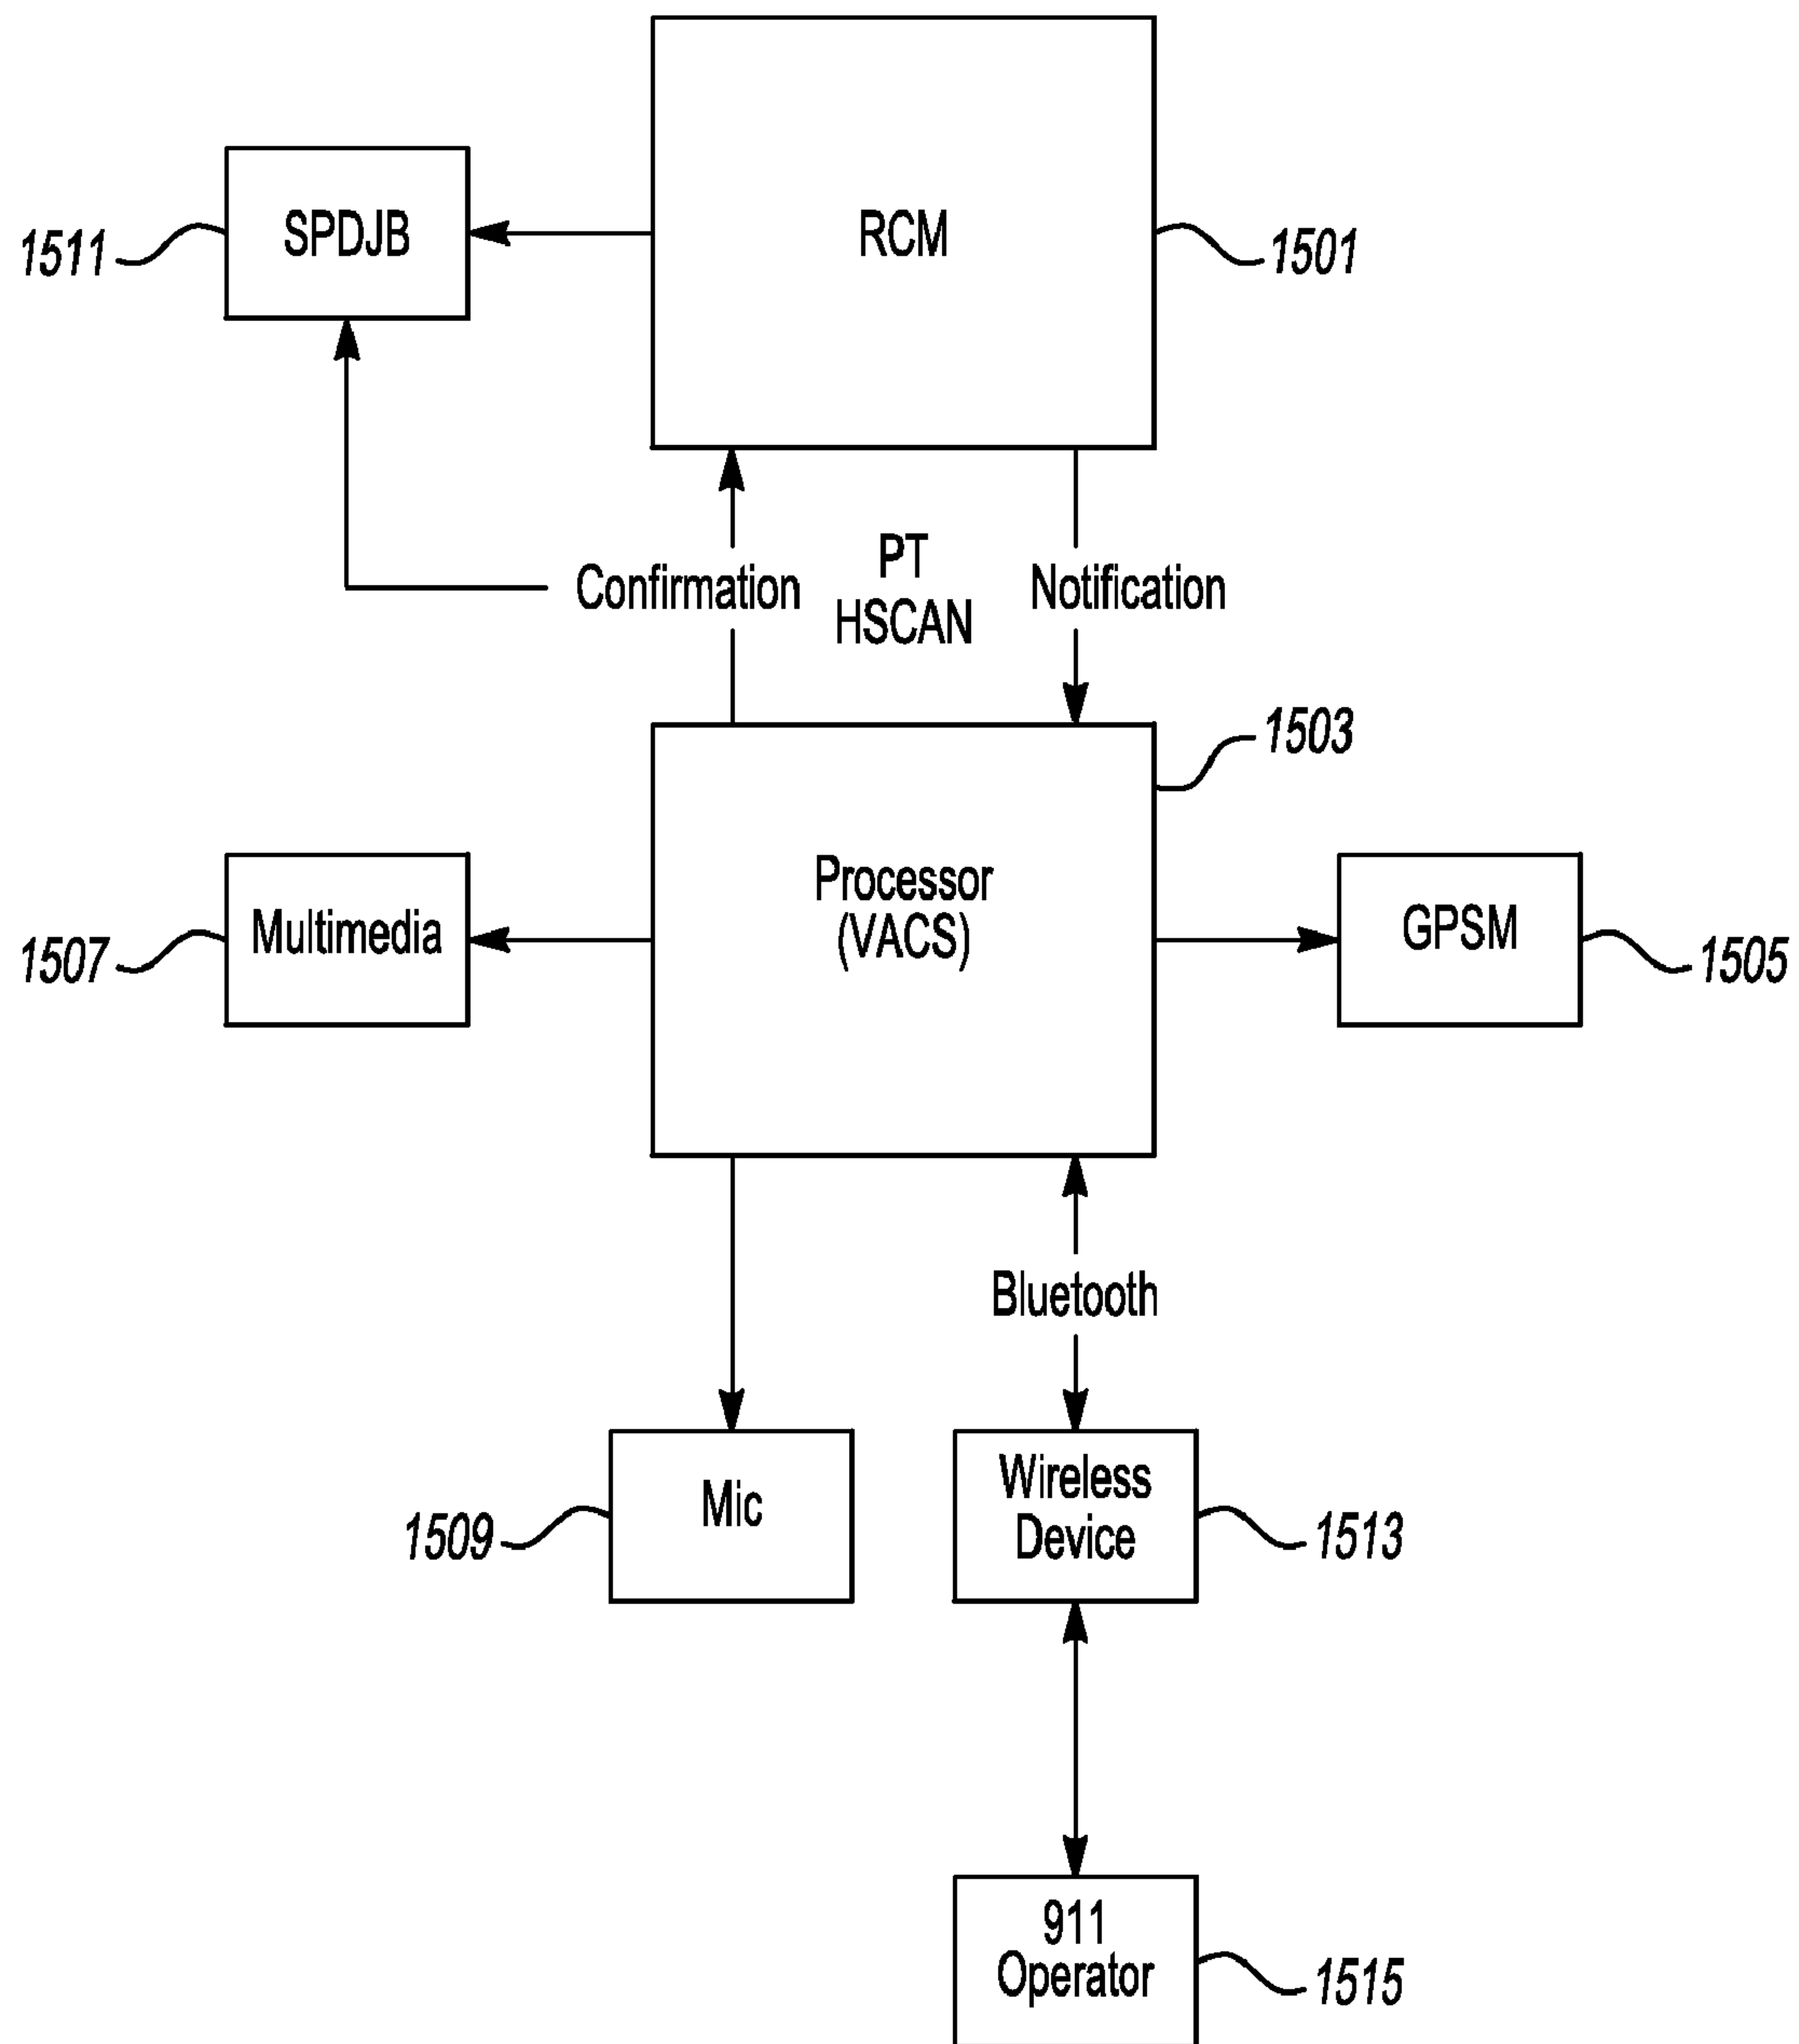 SPDJB
RCM
1511
1501
Confirmation
PT
HSCAN
Notification
1503
Processor
(VACS)
Multimedia
GPSM
1507
1505
Bluetooth
Mic
Wireless
Device
1509
1513
911
Operator
1515